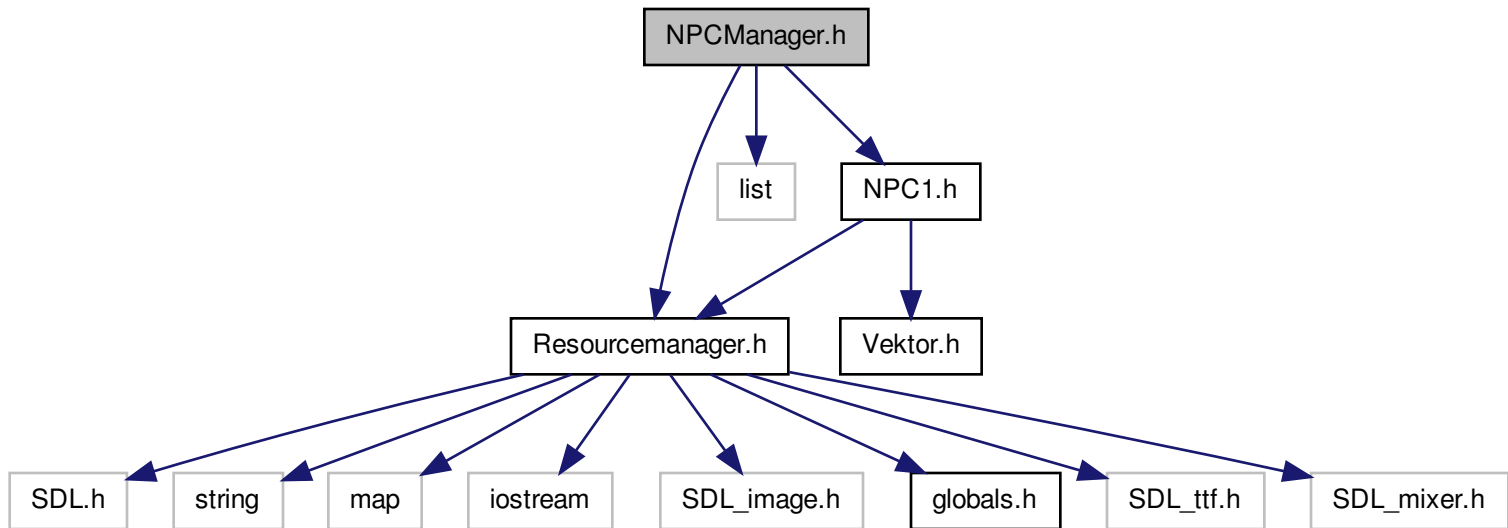 NPCManager.h
list
NPC1.h
Resourcemanager.h
Vektor.h
SDL.h
string
map
iostream
SDL_image.h
globals.h
SDL_ttf.h
SDL_mixer.h